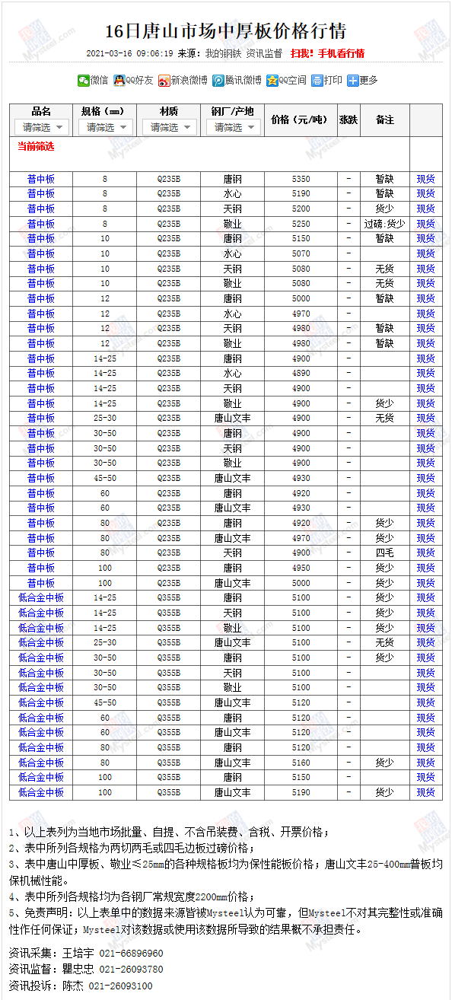 16日唐山市场中厚板价格行情
2021-03-16 09:06:19 来源：我的钢铁 资讯监督 扫我！手机看行情
微信 QQ好友 新浪微博 腾讯微博 QQ空间 打印 更多
品名 规格（mm） 材质 钢厂/产地 价格（元/吨） 涨跌 备注
请筛选 请筛选 请筛选 请筛选
当前筛选
普中板 8 Q235B 唐钢 5350 - 暂缺 现货
普中板 8 Q235B 水心 5190 - 暂缺 现货
普中板 8 Q235B 天钢 5200 - 货少 现货
普中板 8 Q235B 敬业 5250 - 过磅;货少 现货
普中板 10 Q235B 唐钢 5150 - 暂缺 现货
普中板 10 Q235B 水心 5070 - 现货
普中板 10 Q235B 天钢 5080 - 无货 现货
普中板 10 Q235B 敬业 5080 - 无货 现货
普中板 12 Q235B 唐钢 5000 - 暂缺 现货
普中板 12 Q235B 水心 4970 - 现货
普中板 12 Q235B 天钢 4980 - 暂缺 现货
普中板 12 Q235B 敬业 4980 - 暂缺 现货
普中板 14-25 Q235B 唐钢 4900 - 现货
普中板 14-25 Q235B 水心 4890 - 现货
普中板 14-25 Q235B 天钢 4900 - 现货
普中板 14-25 Q235B 敬业 4900 - 货少 现货
普中板 25-30 Q235B 唐山文丰 4900 - 无货 现货
普中板 30-50 Q235B 唐钢 4900 - 现货
普中板 30-50 Q235B 天钢 4900 - 现货
普中板 30-50 Q235B 敬业 4900 - 现货
普中板 45-50 Q235B 唐山文丰 4930 - 现货
普中板 60 Q235B 唐钢 4920 - 现货
普中板 60 Q235B 唐山文丰 4930 - 现货
普中板 80 Q235B 唐钢 4920 - 货少 现货
普中板 80 Q235B 唐山文丰 4970 - 货少 现货
普中板 80 Q235B 天钢 4900 - 四毛 现货
普中板 100 Q235B 唐钢 4950 - 货少 现货
普中板 100 Q235B 唐山文丰 5000 - 货少 现货
低合金中板 14-25 Q355B 唐钢 5100 - 货少 现货
低合金中板 14-25 Q355B 天钢 5100 - 货少 现货
低合金中板 14-25 Q355B 敬业 5100 - 货少 现货
低合金中板 25-30 Q355B 唐山文丰 5100 - 无货 现货
低合金中板 30-50 Q355B 唐钢 5100 - 货少 现货
低合金中板 30-50 Q355B 天钢 5100 - 现货
低合金中板 30-50 Q355B 敬业 5100 - 现货
低合金中板 45-50 Q355B 唐山文丰 5120 - 现货
低合金中板 60 Q355B 唐钢 5120 - 现货
低合金中板 60 Q355B 唐山文丰 5120 - 现货
低合金中板 80 Q355B 唐钢 5120 - 现货
低合金中板 80 Q355B 唐山文丰 5160 - 货少 现货
低合金中板 100 Q355B 唐钢 5150 - 现货
低合金中板 100 Q355B 唐山文丰 5190 - 货少 现货
1、以上表列为当地市场批量、自提、不含吊装费、含税、开票价格；
2、表中所列各规格为两切两毛或四毛边板过磅价格；
3、表中唐山中厚板、敬业≤25mm的各种规格板均为保性能板价格；唐山文丰25-400mm普板均
保机械性能。
4、表中所列各规格均为各钢厂常规宽度2200mm价格；
5、免责声明：以上表单中的数据来源皆被Mysteel认为可靠，但Mysteel不对其完整性或准确
性作任何保证；Mysteel对该数据或使用该数据所导致的结果概不承担责任。
资讯采集：王培宇 021-66896960
资讯监督：瞿忠忠 021-26093780
资讯投诉：陈杰 021-26093100